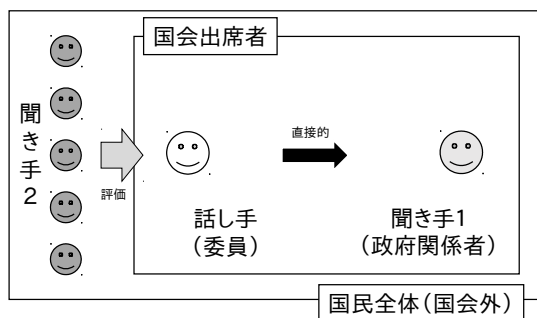 国会出席者
聞き手2
評価
直接的
話し手
（委員）
聞き手1
（政府関係者）
国民全体（国会外）